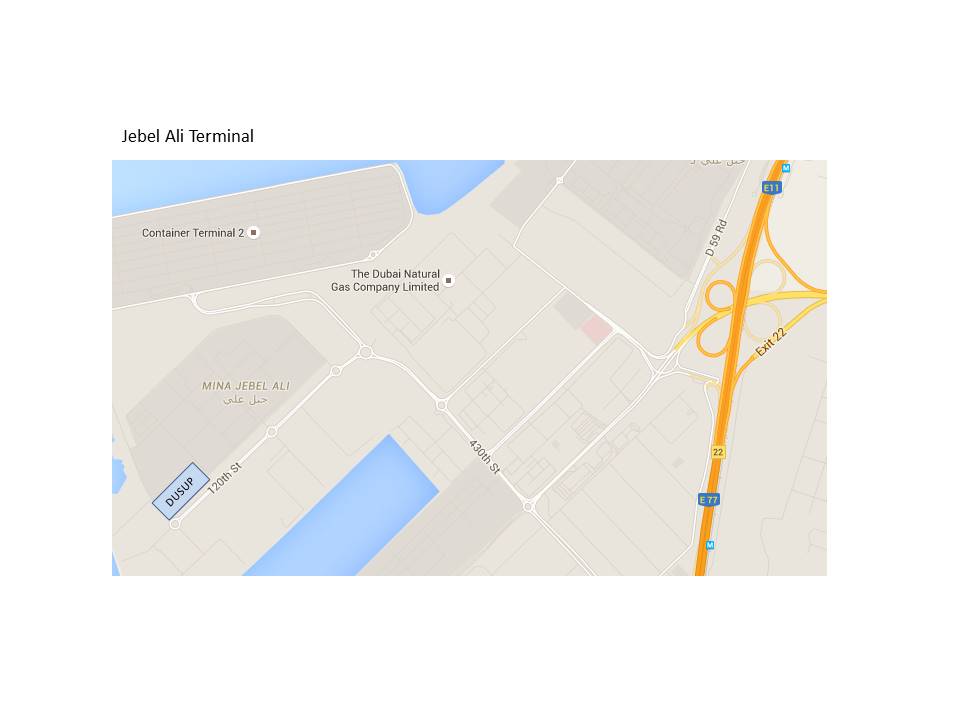 Jebel Ali Terminal
E11
D 59 Rd
Container Terminal 2
The Dubai Natural
Gas Company Limited
Exit 22
MINA JEBEL ALI
جبل علي
430th St
22
120th St
DUSUP
E 77